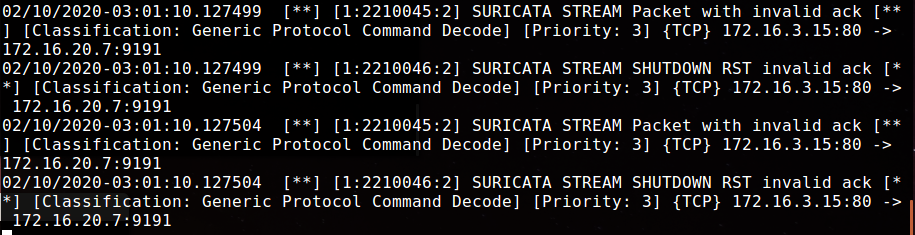 02/10/2020-03:01:10.127499  [**] [1:2210045:2] SURICATA STREAM Packet with invalid ack [**
] [Classification: Generic Protocol Command Decode] [Priority: 3] {TCP} 172.16.3.15:80 ->
172.16.20.7:9191
02/10/2020-03:01:10.127499  [**] [1:2210046:2] SURICATA STREAM SHUTDOWN RST invalid ack [*
*] [Classification: Generic Protocol Command Decode] [Priority: 3] {TCP} 172.16.3.15:80 ->
 172.16.20.7:9191
02/10/2020-03:01:10.127504  [**] [1:2210045:2] SURICATA STREAM Packet with invalid ack [**
] [Classification: Generic Protocol Command Decode] [Priority: 3] {TCP} 172.16.3.15:80 ->
172.16.20.7:9191
02/10/2020-03:01:10.127504  [**] [1:2210046:2] SURICATA STREAM SHUTDOWN RST invalid ack [*
*] [Classification: Generic Protocol Command Decode] [Priority: 3] {TCP} 172.16.3.15:80 ->
 172.16.20.7:9191